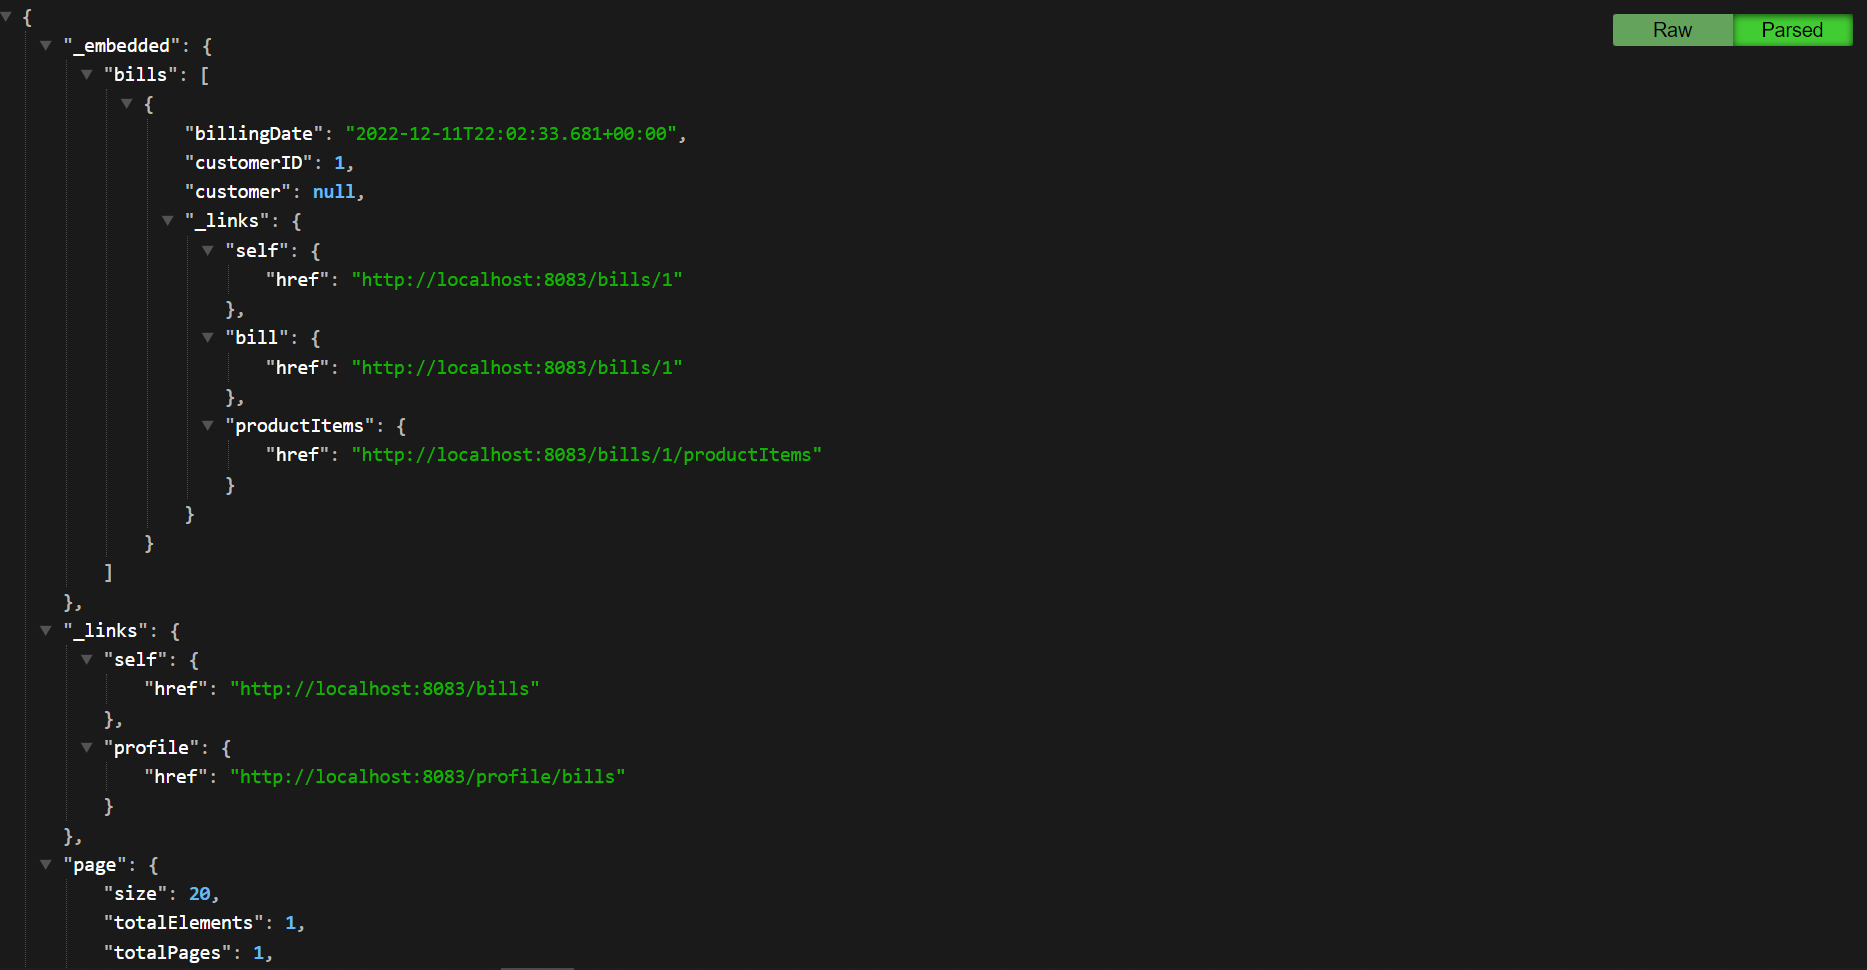 {
Raw Parsed
"_embedded": {
"bills": [
{
"billingDate": "2022-12-11T22:02:33.681+00:00",
"customerID": 1,
"customer": null,
"_links": {
"self": {
"href": "http://localhost:8083/bills/1"
},
"bill": {
"href": "http://localhost:8083/bills/1"
},
"productItems": {
"href": "http://localhost:8083/bills/1/productItems"
}
}
}
]
},
"_links": {
"self": {
"href": "http://localhost:8083/bills"
},
"profile": {
"href": "http://localhost:8083/profile/bills"
}
},
"page": {
"size": 20,
"totalElements": 1,
"totalPages": 1,